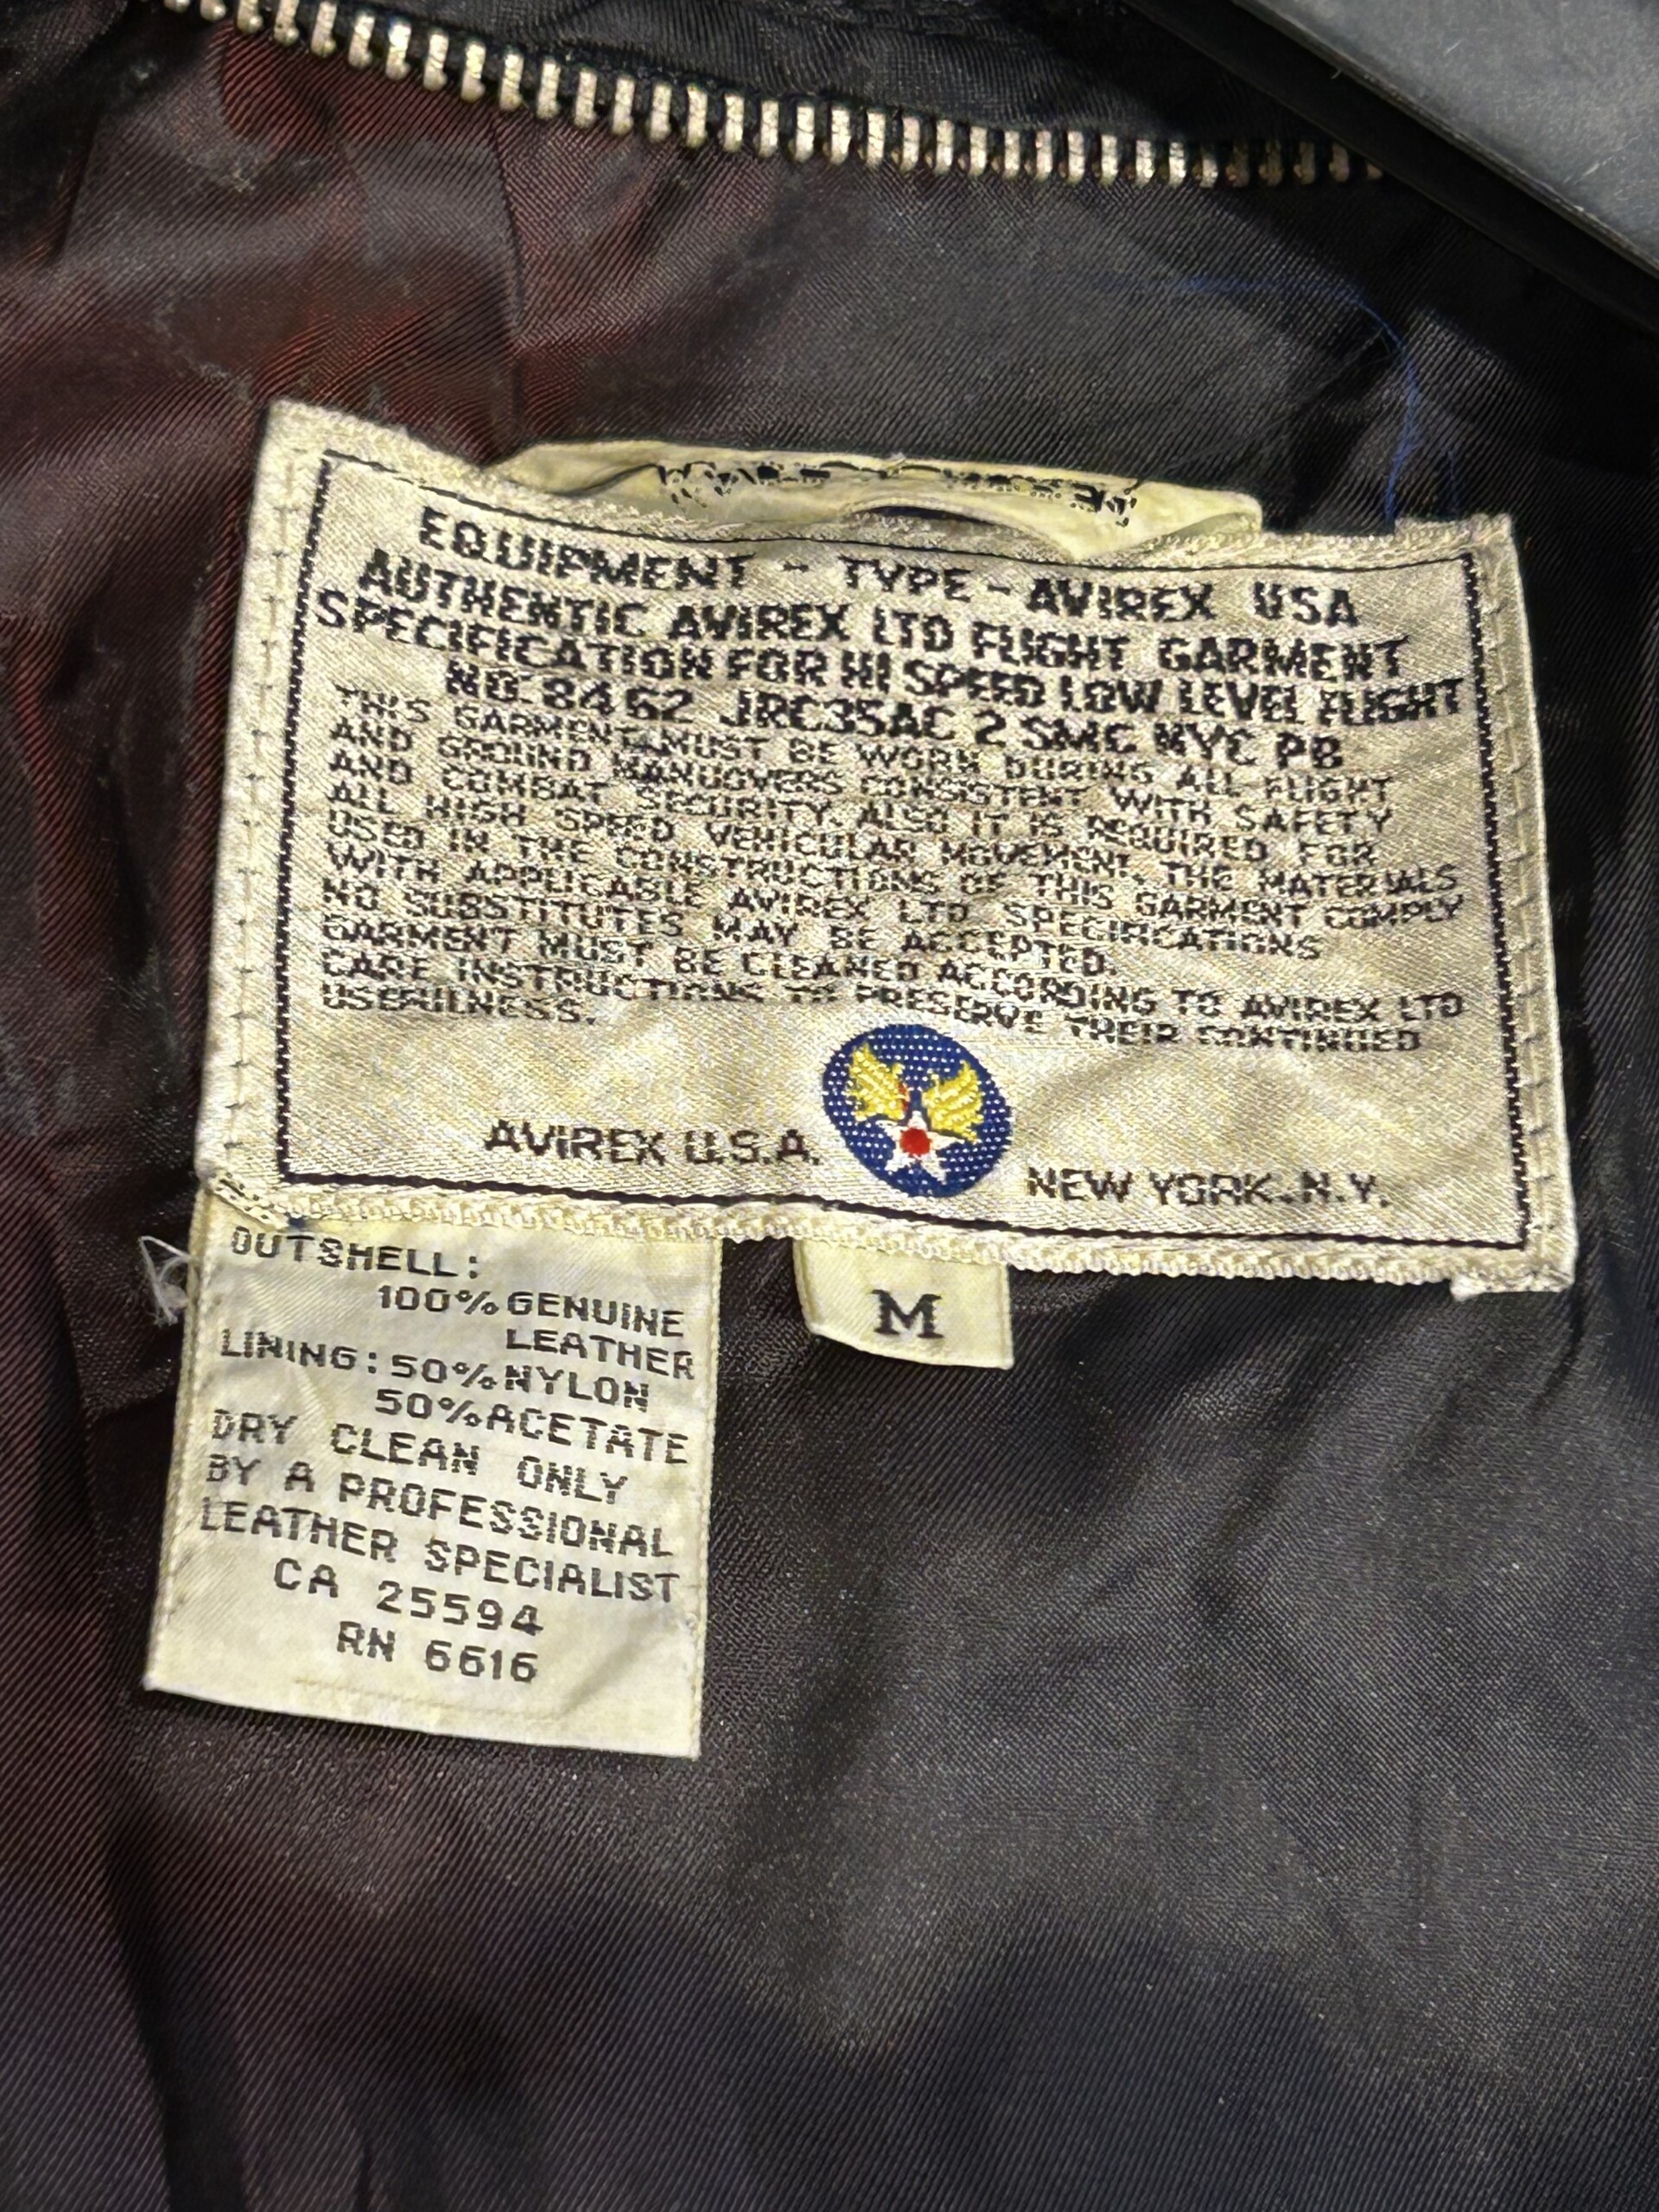 EQUIPMENT - TYPE - AVIREX USA
AUTHENTIC AVIREX LTD FLIGHT GARMENT
SPECIFICATION FOR HI SPEED LOW LEVEL FLIGHT
NO. 8462 JRC35AC 2 SMC NYC PB
THIS GARMENT MUST BE WORN DURING ALL FLIGHT
AND GROUND MANUOVERS CONSISTENT WITH SAFETY
AND COMBAT SECURITY. ALSO IT IS REQUIRED FOR
ALL HIGH SPEED VEHICULAR MOVEMENT. THE MATERIALS
USED IN THE CONSTRUCTIONS OF THIS GARMENT COMPLY
WITH APPLICABLE AVIREX LTD SPECIFICATIONS
NO SUBSTITUTES MAY BE ACCEPTED.
GARMENT MUST BE CLEANED ACCORDING TO AVIREX LTD
CARE INSTRUCTIONS TO PRESERVE THEIR CONTINUED
USEFULNESS.
AVIREX U.S.A. NEW YORK. N.Y.
OUTSHELL:
100% GENUINE
LEATHER
LINING: 50% NYLON
50% ACETATE
DRY CLEAN ONLY
BY A PROFESSIONAL
LEATHER SPECIALIST
CA 25594
RN 6616
M